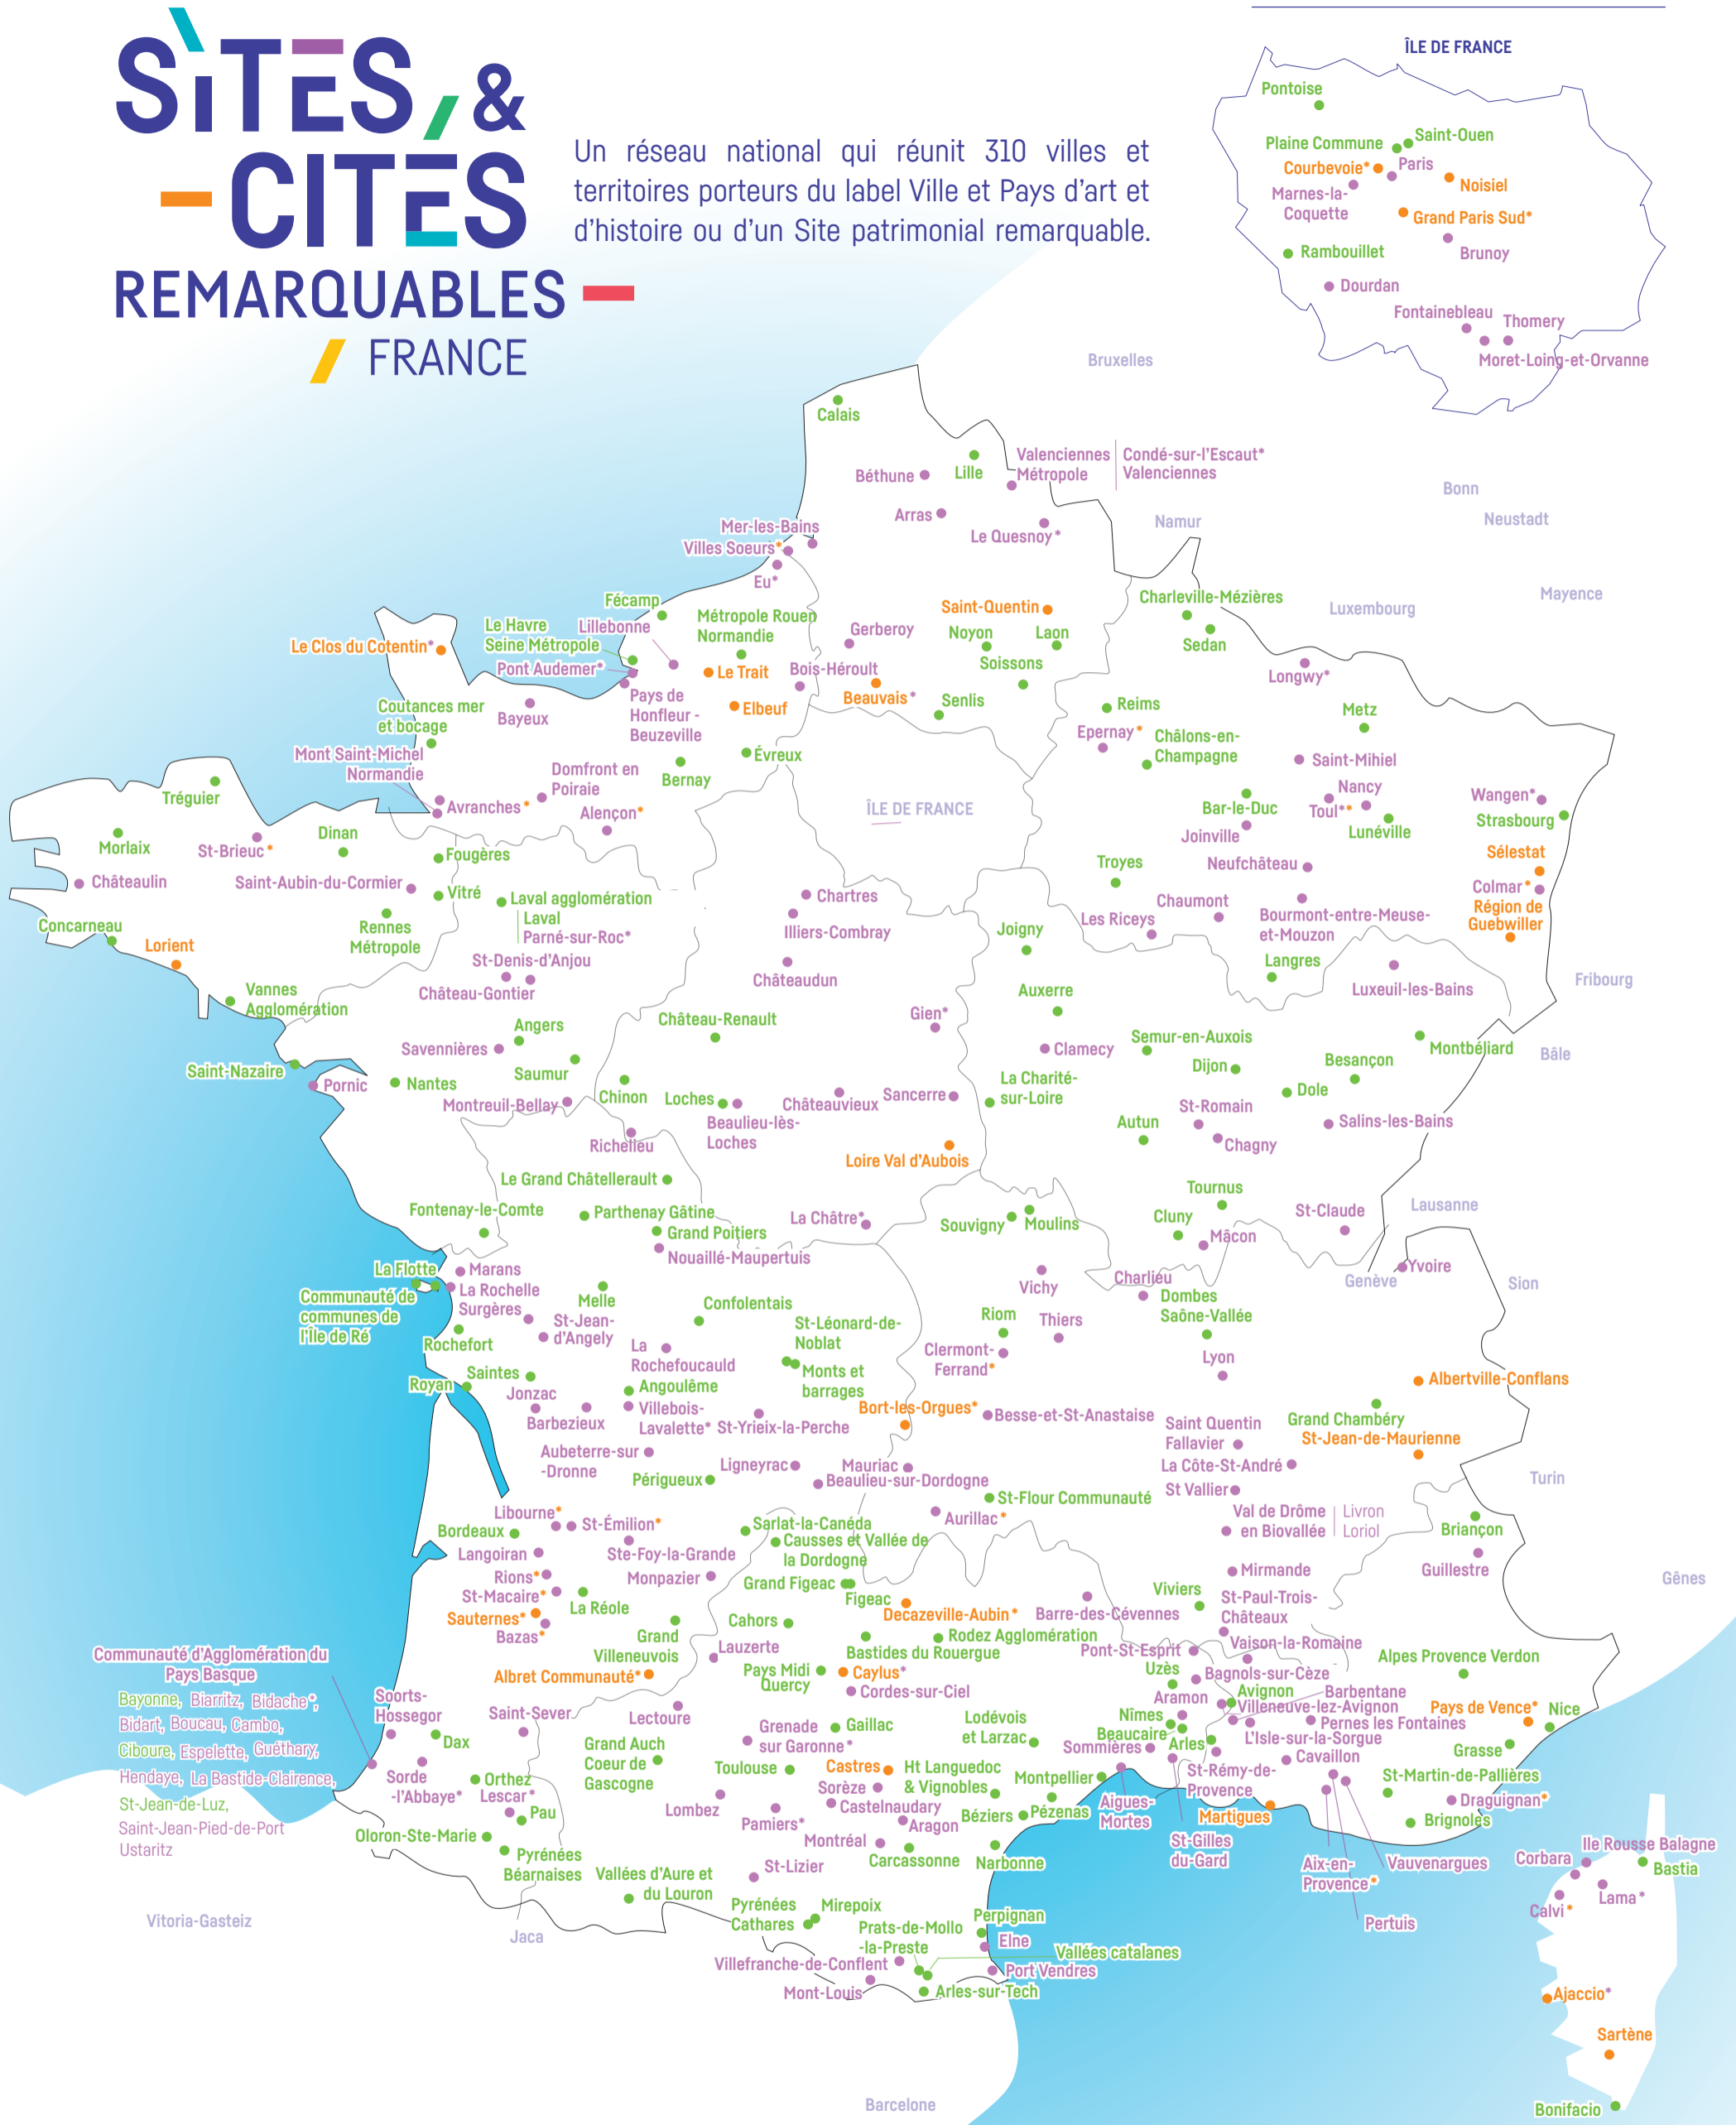 SITES &
CITÉS
REMARQUABLES
FRANCE
Un réseau national qui réunit 310 villes et
territoires porteurs du label Ville et Pays d'art et
d'histoire ou d'un Site patrimonial remarquable.
ÎLE DE FRANCE
Pontoise
Saint-Ouen
Plaine Commune
Courbevoie*
Paris
Noisiel
Marnes-la-
Coquette
Grand Paris Sud*
Rambouillet
Brunoy
Dourdan
Fontainebleau
Thomery
Moret-Loing-et-Orvanne
Bruxelles
Calais
Béthune
Lille
Valenciennes
Métropole
Condé-sur-l'Escaut*
Valenciennes
Bonn
Arras
Le Quesnoy*
Namur
Neustadt
Mer-les-Bains
Villes Soeurs*
Eu*
Mayence
Luxembourg
Fécamp
Le Havre
Seine Métropole
Lillebonne
Métropole Rouen
Normandie
Saint-Quentin
Charleville-Mézières
Sedan
Gerberoy
Noyon
Laon
Soissons
Le Clos du Cotentin*
Pont Audemer*
Le Trait
Bois-Héroult
Beauvais*
Senlis
Longwy*
Coutances mer
et bocage
Bayeux
Pays de
Honfleur -
Beuzeville
Elbeuf
Reims
Epernay*
Châlons-en-
Champagne
Metz
Mont Saint-Michel
Normandie
Évreux
Bernay
Saint-Mihiel
Domfront en
Poiraie
Avranches*
Alençon*
ÎLE DE FRANCE
Bar-le-Duc
Nancy
Toul**
Lunéville
Wangen*
Strasbourg
Tréguier
Morlaix
St-Brieuc*
Dinan
Fougères
Joinville
Sélestat
Châteaulin
Saint-Aubin-du-Cormier
Vitré
Laval agglomération
Laval
Parné-sur-Roc*
Chartres
Illiers-Combray
Troyes
Neufchâteau
Colmar*
Région de
Guebwiller
Concarneau
Lorient
Rennes
Métropole
Joigny
Les Riceys
Chaumont
Bourmont-entre-Meuse-
et-Mouzon
Langres
St-Denis-d'Anjou
Château-Gontier
Châteaudun
Luxeuil-les-Bains
Fribourg
Vannes
Agglomération
Auxerre
Gien*
Angers
Château-Renault
Semur-en-Auxois
Montbéliard
Bâle
Savennières
Clamecy
Dijon
Besançon
Saint-Nazaire
Pornic
Nantes
Saumur
Chinon
Loches
Châteauvieux
Sancerre
La Charité-
sur-Loire
Dole
Montreuil-Bellay
Beaulieu-lès-
Loches
St-Romain
Salins-les-Bains
Richelieu
Autun
Chagny
Loire Val d'Aubois
Le Grand Châtellerault
Tournus
Lausanne
Fontenay-le-Comte
Parthenay Gâtine
Grand Poitiers
La Châtre*
Souvigny
Moulins
Cluny
Mâcon
St-Claude
Nouaillé-Maupertuis
La Flotte
Marans
La Rochelle
Communauté de
communes de
l'Île de Ré
Surgères
Melle
Vichy
Charlieu
Genève
Yvoire
Sion
Confolentais
Dombes
Saône-Vallée
Rochefort
St-Jean-
d'Angely
St-Léonard-de-
Noblat
Riom
Thiers
La
Rochefoucauld
Clermont-
Ferrand*
Lyon
Monts et
barrages
Royan
Saintes
Jonzac
Angoulême
Albertville-Conflans
Barbezieux
Villebois-
Lavalette*
St-Yrieix-la-Perche
Bort-les-Orgues*
Besse-et-St-Anastaise
Saint Quentin
Fallavier
Grand Chambéry
St-Jean-de-Maurienne
Aubeterre-sur
-Dronne
Ligneyrac
Mauriac
La Côte-St-André
Turin
Périgueux
Beaulieu-sur-Dordogne
St Vallier
St-Flour Communauté
Libourne*
St-Émilion*
Bordeaux
Sarlat-la-Canéda
Aurillac*
Val de Drôme
en Biovallée
Livron
Loriol
Briançon
Langoiran
Ste-Foy-la-Grande
Causses et Vallée de
la Dordogne
Guillestre
Rions*
Monpazier
Grand Figeac
Figeac
Mirmande
Gênes
St-Macaire*
La Réole
Viviers
St-Paul-Trois-
Châteaux
Sauternes*
Bazas*
Cahors
Decazeville-Aubin*
Barre-des-Cévennes
Grand
Villeneuvois
Lauzerte
Bastides du Rouergue
Rodez Agglomération
Pont-St-Esprit
Vaison-la-Romaine
Alpes Provence Verdon
Communauté d'Agglomération du
Pays Basque
Albret Communauté*
Pays Midi
Quercy
Caylus*
Cordes-sur-Ciel
Uzès
Bagnols-sur-Cèze
Bayonne, Biarritz, Bidache*,
Bidart, Boucau, Cambo,
Ciboure, Espelette, Guéthary,
Hendaye, La Bastide-Clairence,
St-Jean-de-Luz,
Saint-Jean-Pied-de-Port
Ustaritz
Soorts-
Hossegor
Saint-Sever
Lectoure
Aramon
Avignon
Barbentane
Villeneuve-lez-Avignon
Pays de Vence*
Nice
Dax
Grenade
sur Garonne*
Gaillac
Lodévois
et Larzac
Nîmes
Beaucaire
Pernes les Fontaines
L'Isle-sur-la-Sorgue
Grasse
Grand Auch
Coeur de
Gascogne
Sommières
Arles
Cavaillon
Sorde
-l'Abbaye*
Orthez
Lescar*
Toulouse
Castres
Ht Languedoc
& Vignobles
Montpellier
St-Rémy-de-
Provence
St-Martin-de-Pallières
Sorèze
Pau
Lombez
Castelnaudary
Béziers
Pézenas
Aigues-
Mortes
Martigues
Draguignan*
Brignoles
Oloron-Ste-Marie
Pamiers*
Aragon
Montréal
Carcassonne
Narbonne
St-Gilles
du-Gard
Aix-en-
Provence*
Vauvenargues
Ile Rousse Balagne
Corbara
Bastia
Pyrénées
Béarnaises
Vallées d'Aure et
du Louron
St-Lizier
Lama*
Calvi*
Pyrénées
Cathares
Mirepoix
Prats-de-Mollo
-la-Preste
Perpignan
Pertuis
Vitoria-Gasteiz
Jaca
Elne
Vallées catalanes
Villefranche-de-Conflent
Port Vendres
Mont-Louis
Arles-sur-Tech
Ajaccio*
Sartène
Barcelone
Bonifacio